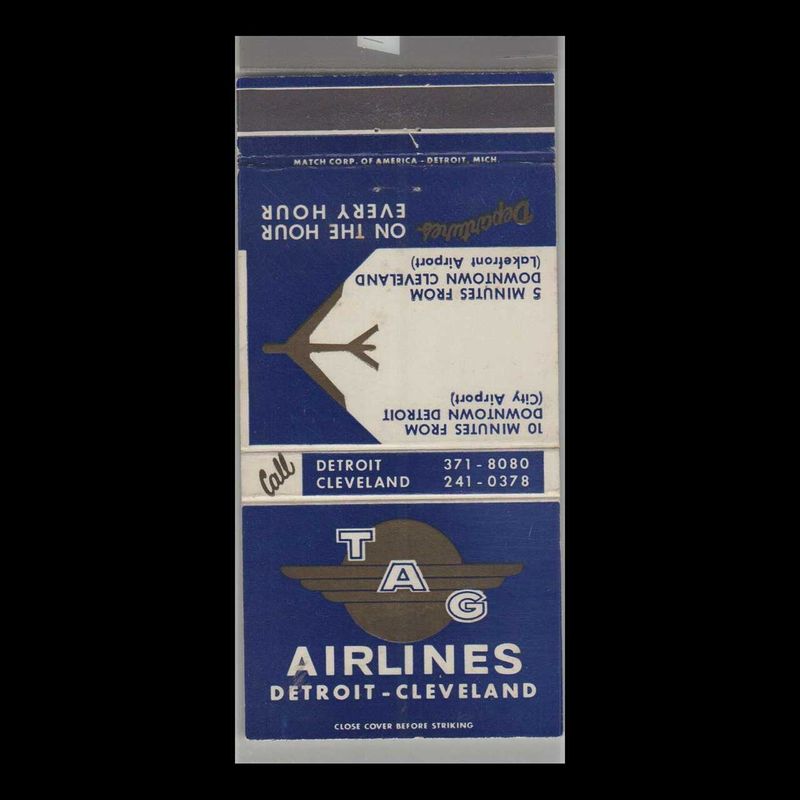 MATCH CORP. OF AMERICA - DETROIT, MICH.
10 MINUTES FROM
DOWNTOWN DETROIT
(City Airport)
5 MINUTES FROM
DOWNTOWN CLEVELAND
(Lakefront Airport)
Departures ON THE HOUR
EVERY HOUR
Call
DETROIT 371-8080
CLEVELAND 241-0378
TAG
AIRLINES
DETROIT-CLEVELAND
CLOSE COVER BEFORE STRIKING